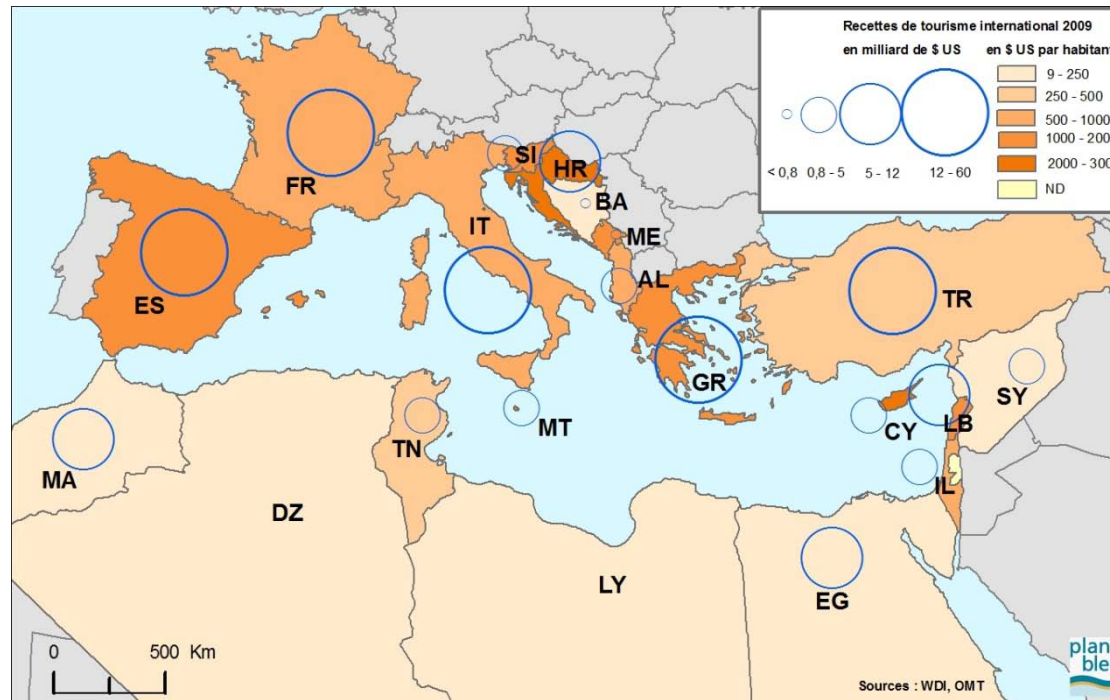 Recettes de tourisme international 2009
en milliard de $ US
en $ US par habitant
< 0,8
0,8 - 5
5 - 12
12 - 60
9 - 250
250 - 500
500 - 1000
1000 - 200
2000 - 300
ND
FR
SI
HR
BA
IT
ME
AL
ES
TR
GR
SY
MT
CY
LB
TN
MA
IL
DZ
LY
EG
0 500 Km
Sources : WDI, OMT
plan
ble